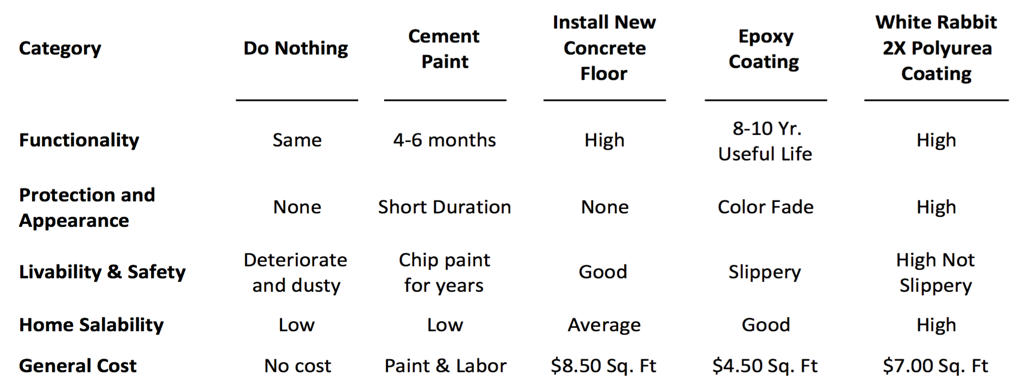 Category Do Nothing Cement Paint Install New Concrete Floor Epoxy Coating White Rabbit 2X Polyurea Coating
Functionality Same 4-6 months High 8-10 Yr. Useful Life High
Protection and Appearance None Short Duration None Color Fade High
Livability & Safety Deteriorate and dusty Chip paint for years Good Slippery High Not Slippery
Home Salability Low Low Average Good High
General Cost No cost Paint & Labor $8.50 Sq. Ft $4.50 Sq. Ft $7.00 Sq. Ft